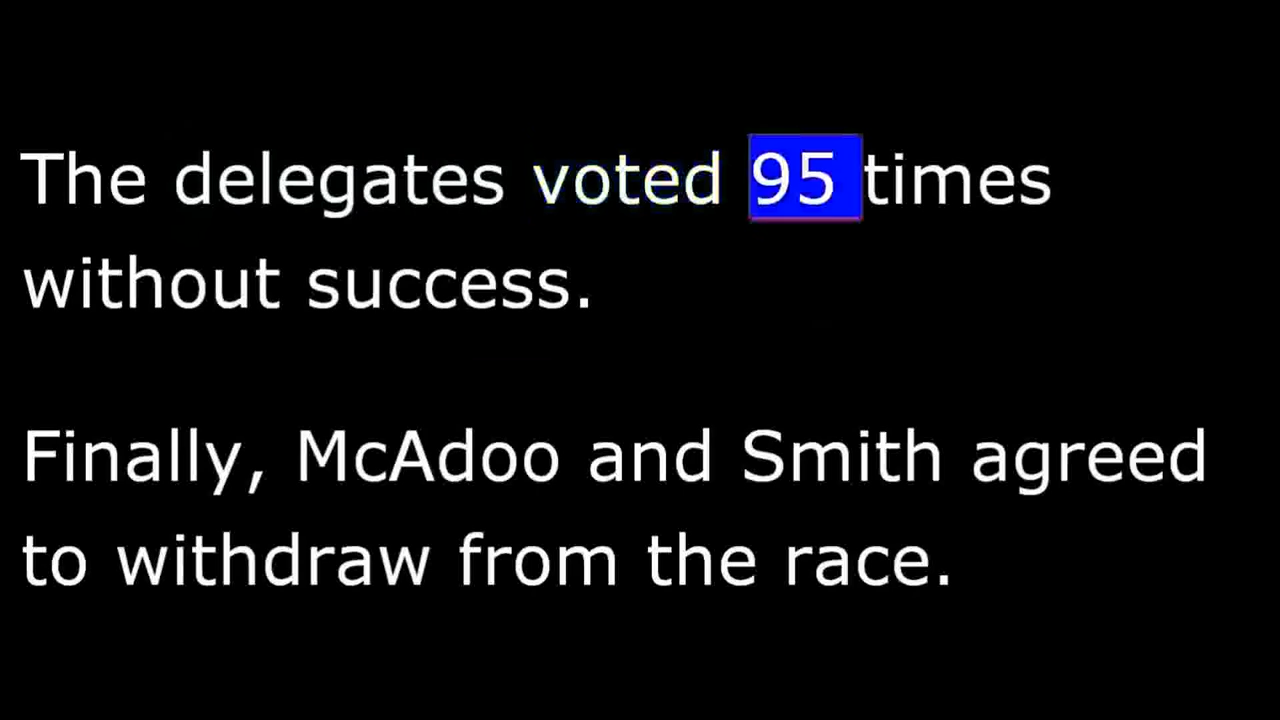 The delegates voted 95 times
without success.
Finally, McAdoo and Smith agreed
to withdraw from the race.